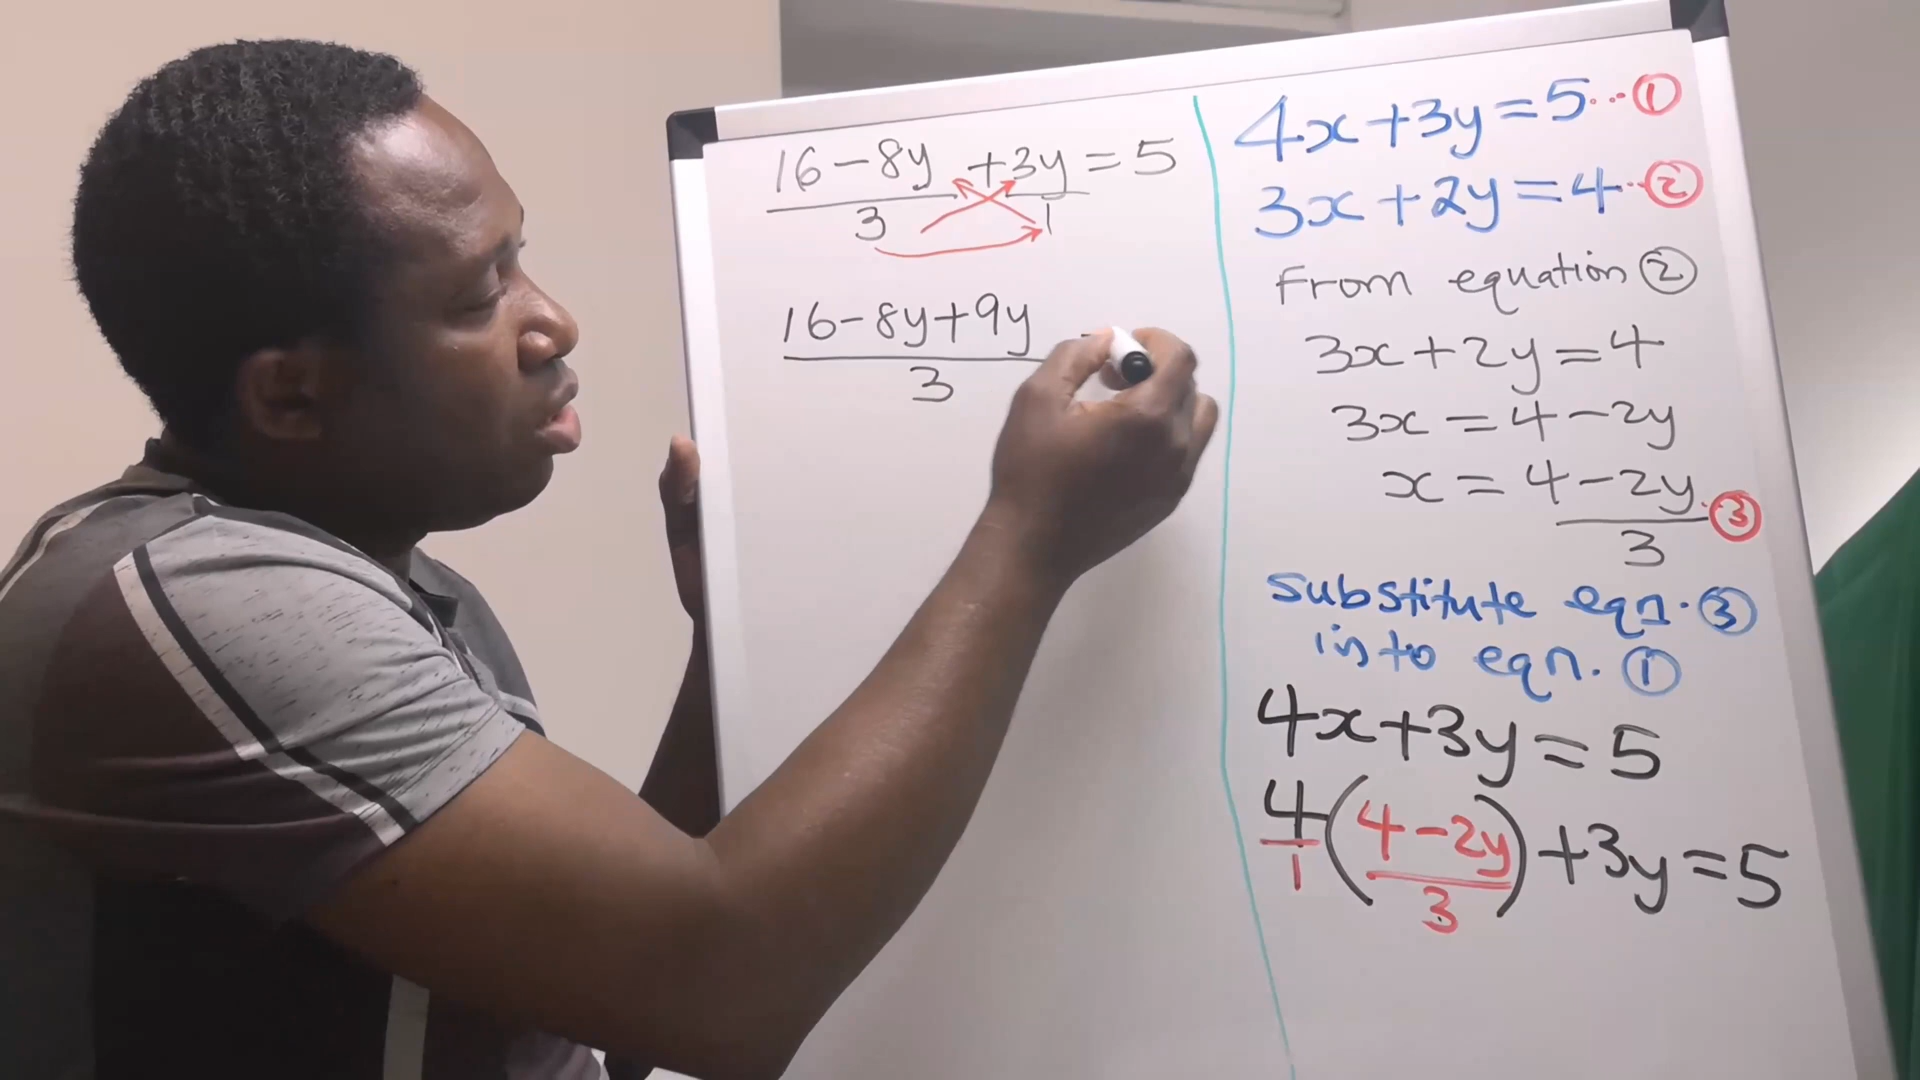 16-8y/3 +3y/1 = 5
16-8y+9y/3 =
4x+3y=5...①
3x+2y=4...②
From equation ②
3x+2y=4
3x=4-2y
x=4-2y/3...③
Substitute eqn.③
in to eqn. ①
4x+3y=5
4/1(4-2y/3)+3y=5